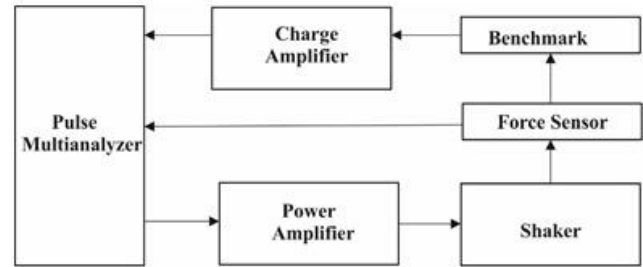 Charge
Amplifier
Benchmark
Pulse
Multianalyzer
Force Sensor
Power
Amplifier
Shaker